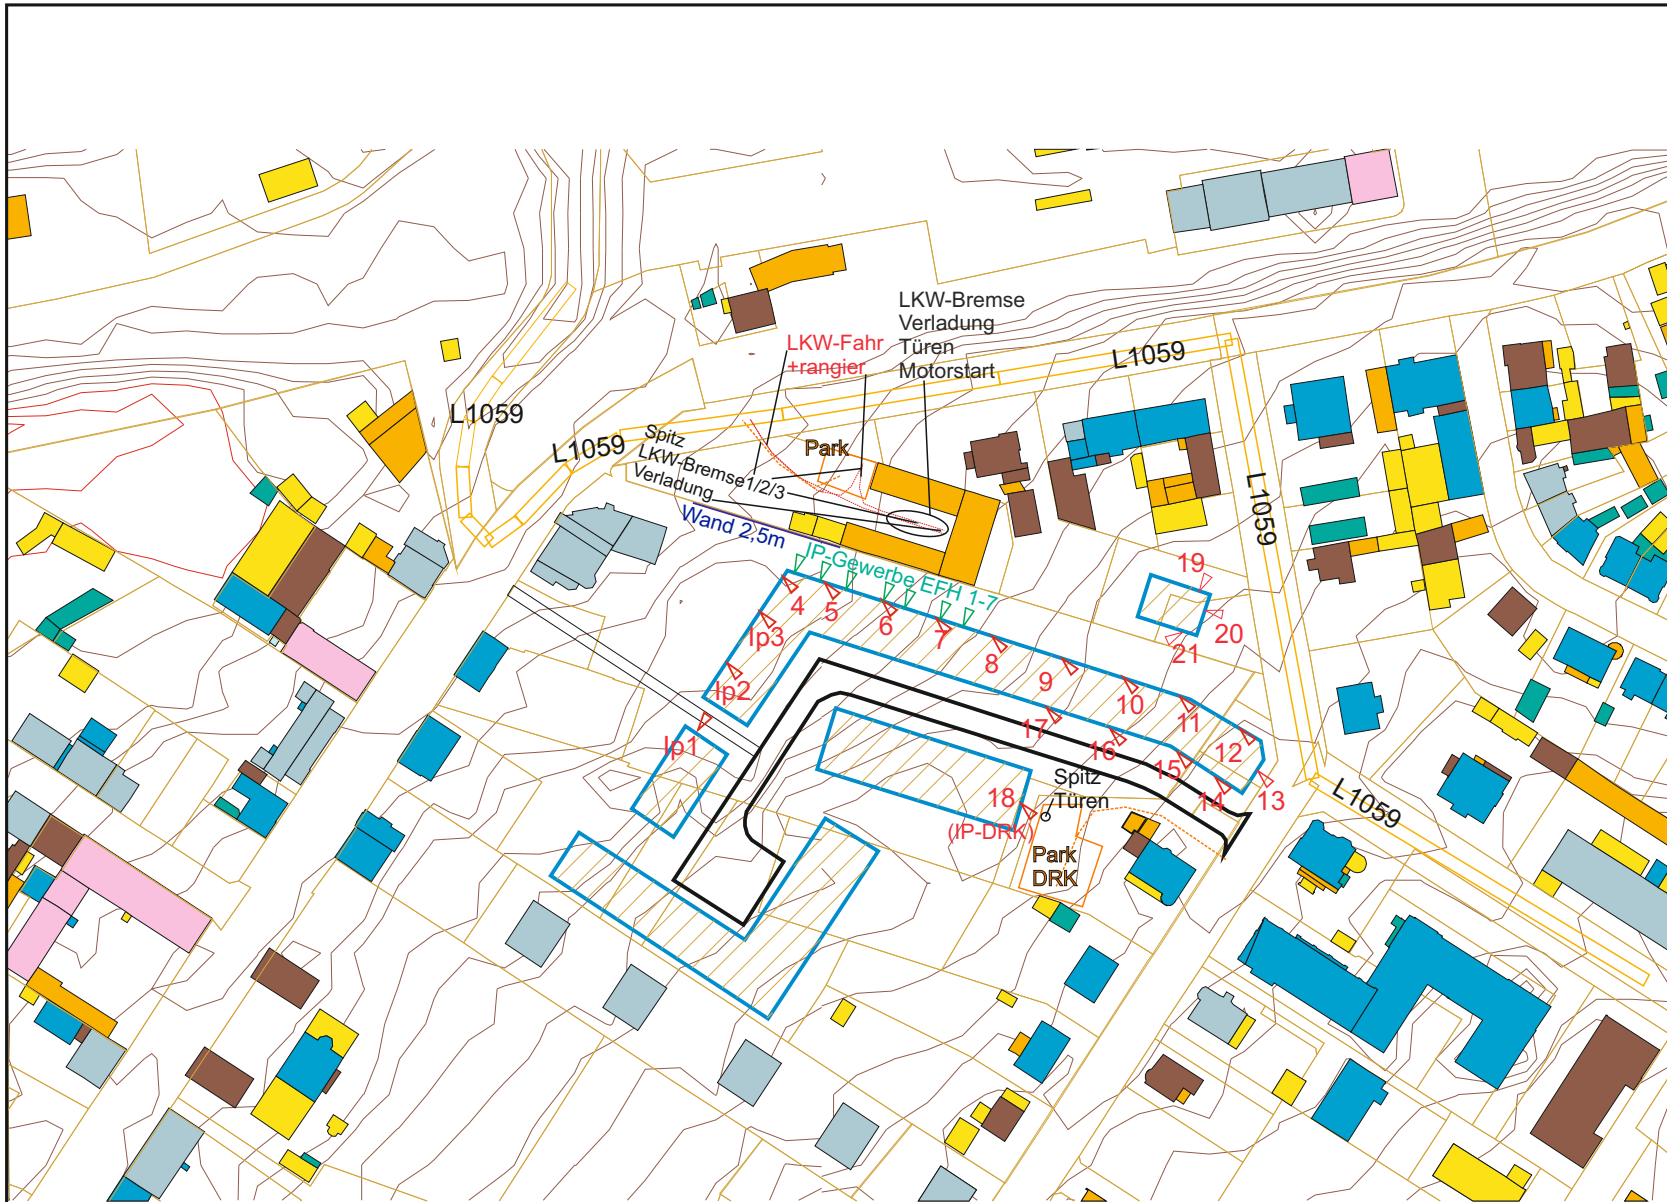 LKW-Bremse
Verladung
Türen
Motorstart
LKW-Fahr
+rangier
L1059
L1059
L1059
Spitz
LKW-Bremse1/2/3
Verladung
Park
Wand 2,5m
L1059
IP-Gewerbe EFH 1-7
4
5
6
7
8
9
10
11
12
13
14
15
16
17
18
(IP-DRK)
19
20
21
Ip3
Ip2
Ip1
Spitz
Türen
Park
DRK
L1059